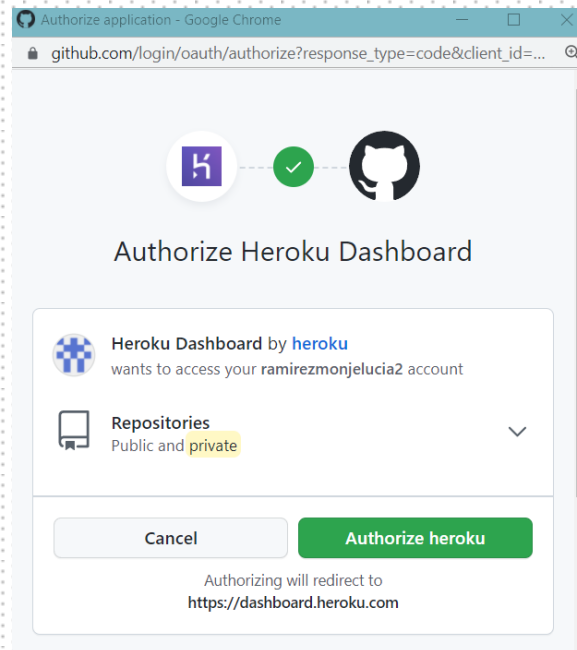 Authorize application - Google Chrome
github.com/login/oauth/authorize?response_type=code&client_id=...
Authorize Heroku Dashboard
Heroku Dashboard by heroku
wants to access your ramirezmonjelucia2 account
Repositories
Public and private
Cancel
Authorize heroku
Authorizing will redirect to
https://dashboard.heroku.com